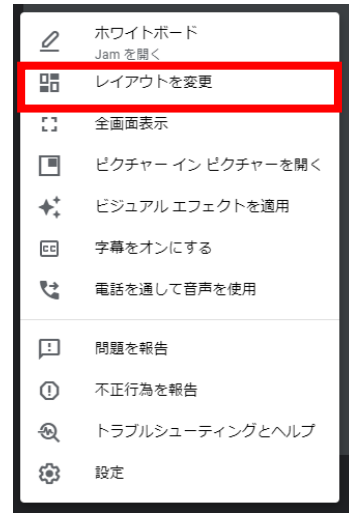 ホワイトボード
Jam を開く
レイアウトを変更
全画面表示
ピクチャー イン ピクチャーを開く
ビジュアル エフェクトを適用
CC 字幕をオンにする
電話を通して音声を使用
問題を報告
不正行為を報告
トラブルシューティングとヘルプ
設定